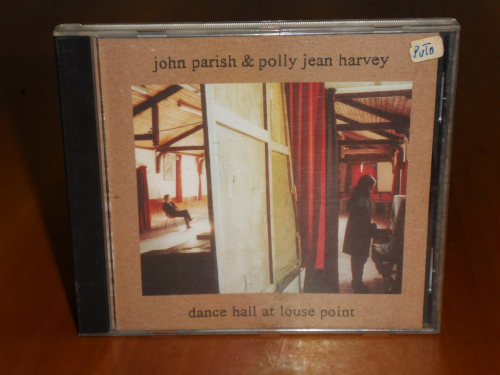 john parish & polly jean harvey
PUTO
dance hall at louse point